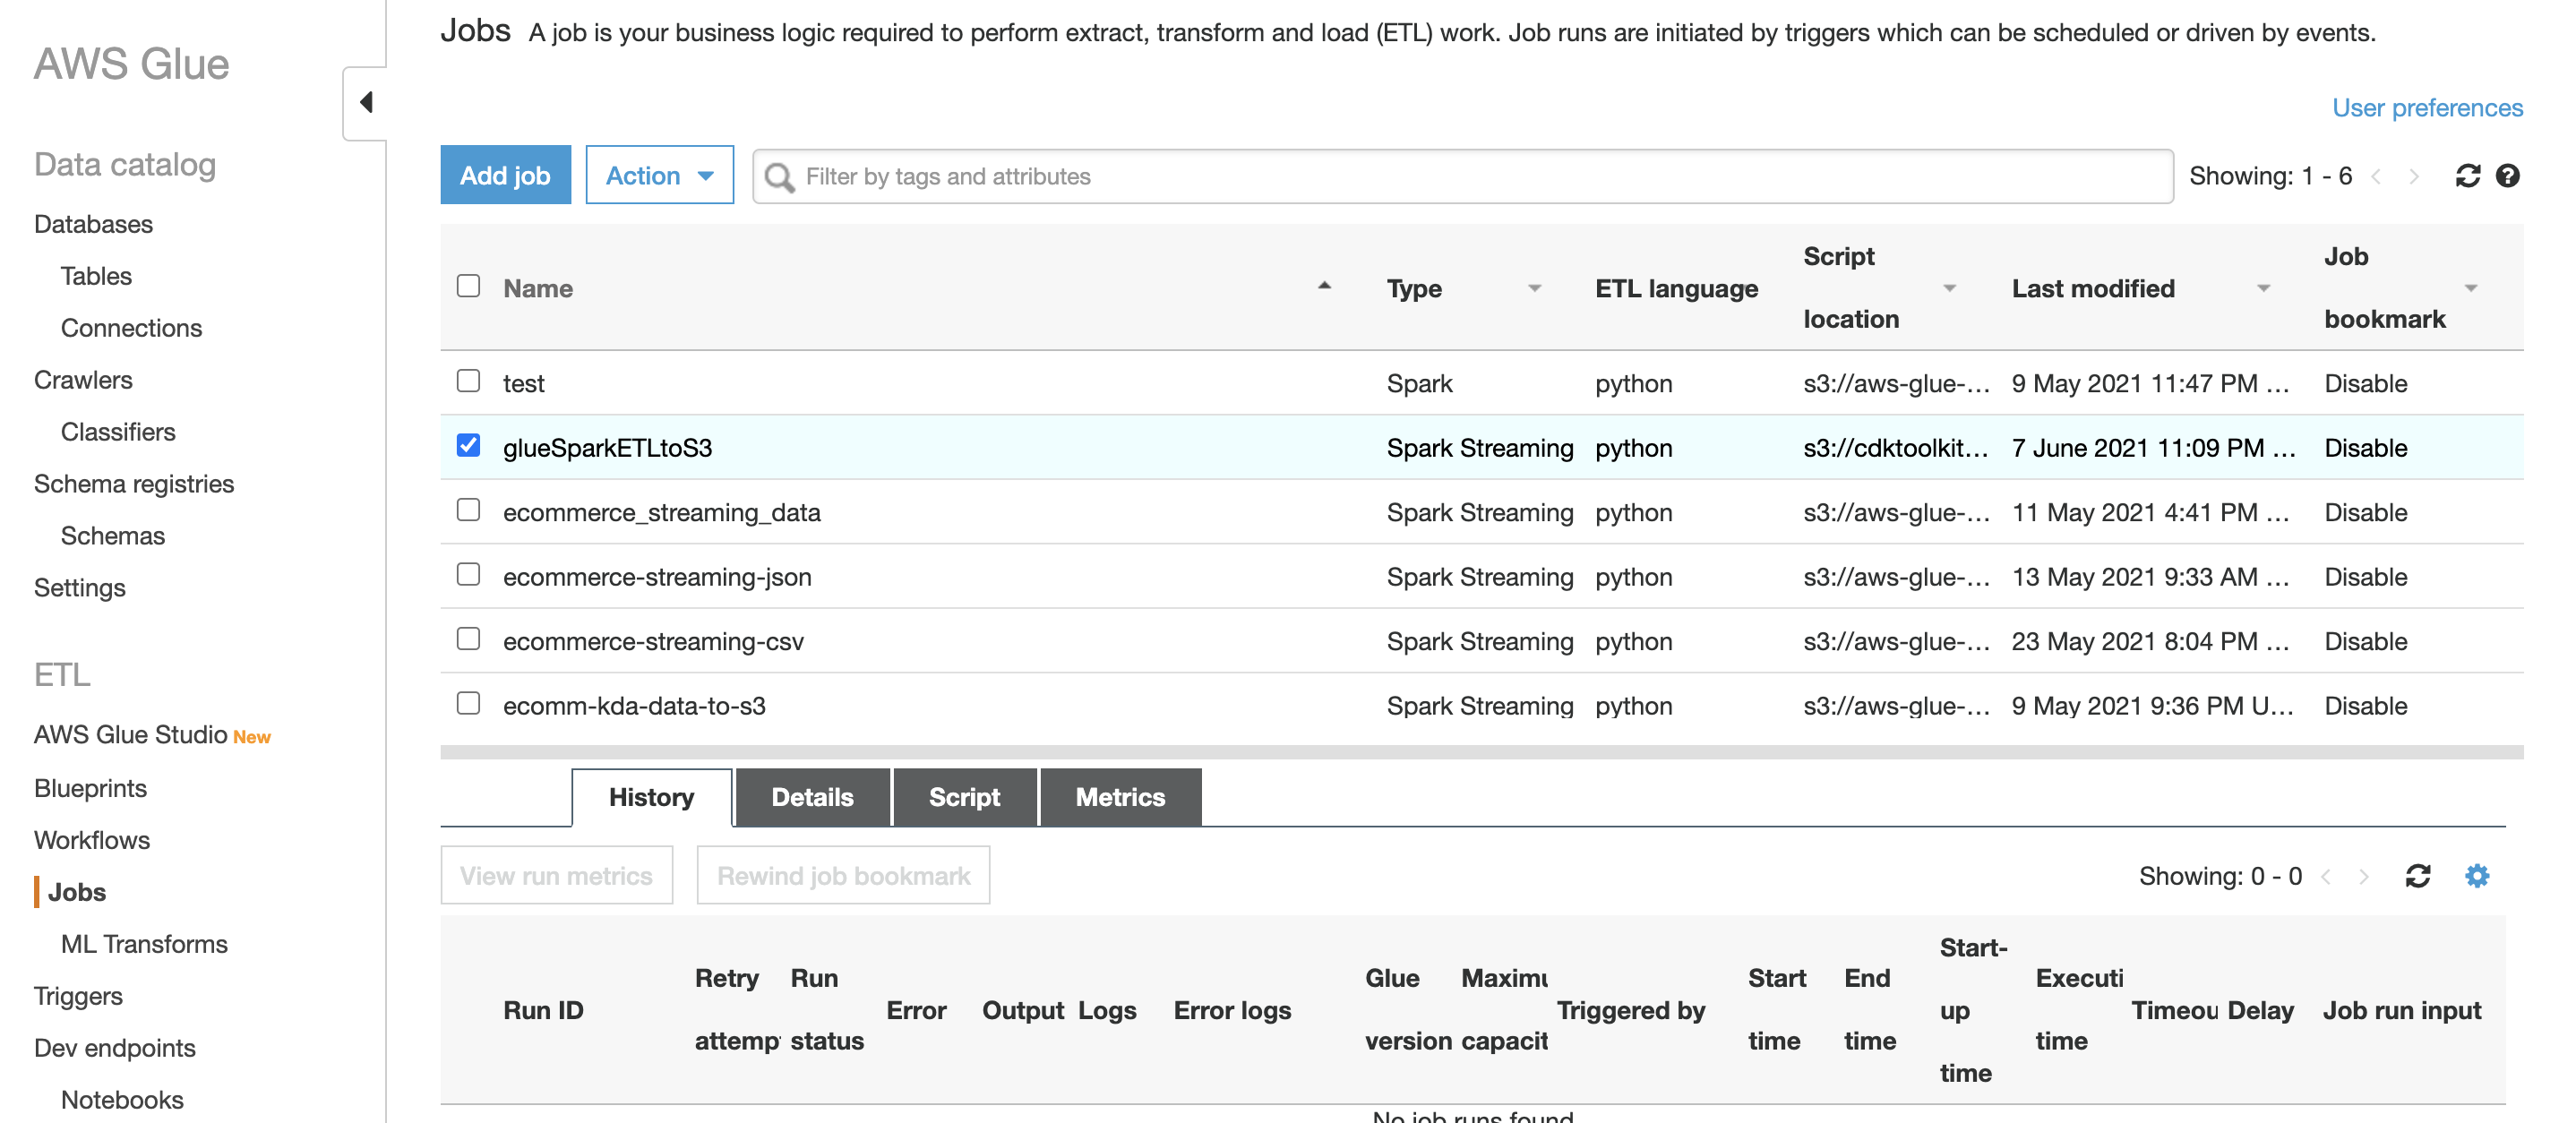 AWS Glue
Data catalog
Databases
Tables
Connections
Crawlers
Classifiers
Schema registries
Schemas
Settings
ETL
AWS Glue Studio New
Blueprints
Workflows
Jobs
ML Transforms
Triggers
Dev endpoints
Notebooks
Jobs A job is your business logic required to perform extract, transform and load (ETL) work. Job runs are initiated by triggers which can be scheduled or driven by events.
User preferences
Add job Action Filter by tags and attributes Showing: 1 - 6
Name Type ETL language Script location Last modified Job bookmark
test Spark python s3://aws-glue-... 9 May 2021 11:47 PM ... Disable
glueSparkETLtoS3 Spark Streaming python s3://cdktoolkit... 7 June 2021 11:09 PM ... Disable
ecommerce_streaming_data Spark Streaming python s3://aws-glue-... 11 May 2021 4:41 PM ... Disable
ecommerce-streaming-json Spark Streaming python s3://aws-glue-... 13 May 2021 9:33 AM ... Disable
ecommerce-streaming-csv Spark Streaming python s3://aws-glue-... 23 May 2021 8:04 PM ... Disable
ecomm-kda-data-to-s3 Spark Streaming python s3://aws-glue-... 9 May 2021 9:36 PM U... Disable
History Details Script Metrics
View run metrics Rewind job bookmark Showing: 0 - 0
Run ID Retry attemp Run status Error Output Logs Error logs Glue version Maximu capacit Triggered by Start time End time Start-up time Executi time Timeou Delay Job run input
No job runs found